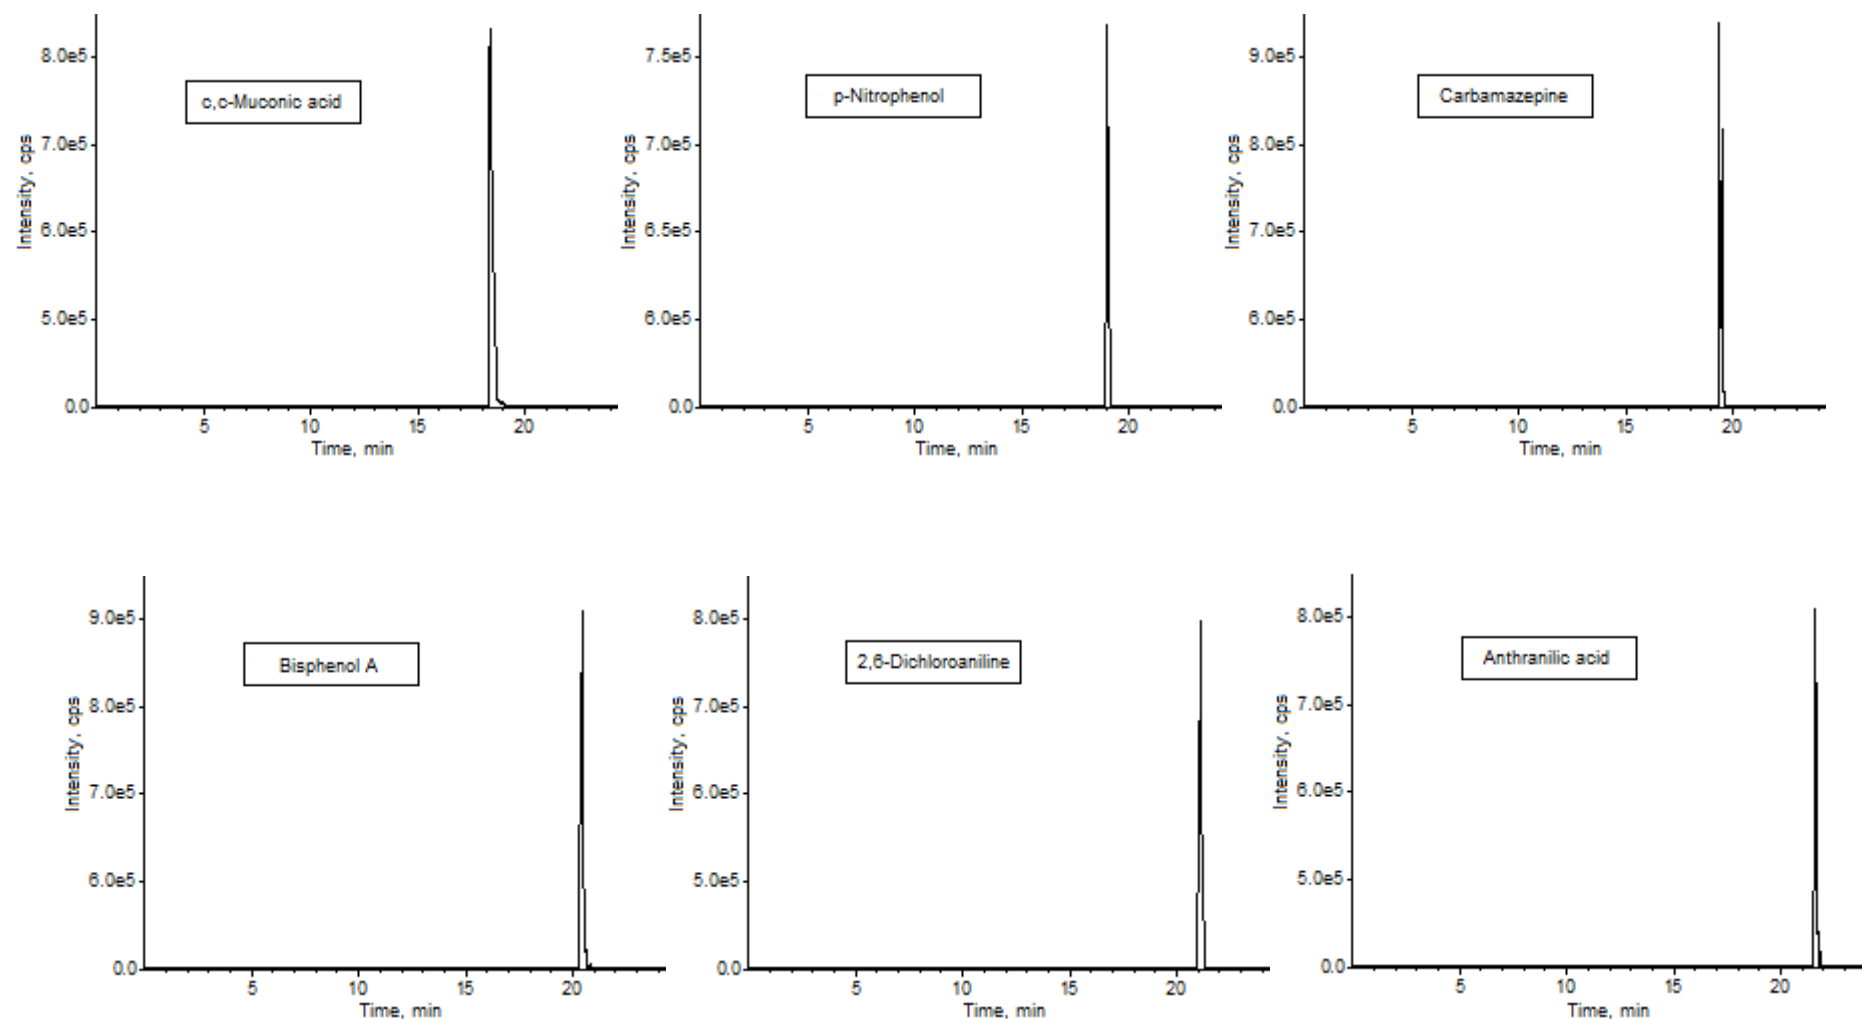 8.0e5
7.0e5
6.0e5
5.0e5
0.0
Intensity, cps
c,c-Muconic acid
5 10 15 20
Time, min
7.5e5
7.0e5
6.5e5
6.0e5
0.0
Intensity, cps
p-Nitrophenol
5 10 15 20
Time, min
9.0e5
8.0e5
7.0e5
6.0e5
0.0
Intensity, cps
Carbamazepine
5 10 15 20
Time, min
9.0e5
8.0e5
7.0e5
6.0e5
0.0
Intensity, cps
Bisphenol A
5 10 15 20
Time, min
8.0e5
7.0e5
6.0e5
5.0e5
0.0
Intensity, cps
2,6-Dichloroaniline
5 10 15 20
Time, min
8.0e5
7.0e5
6.0e5
5.0e5
0.0
Intensity, cps
Anthranilic acid
5 10 15 20
Time, min